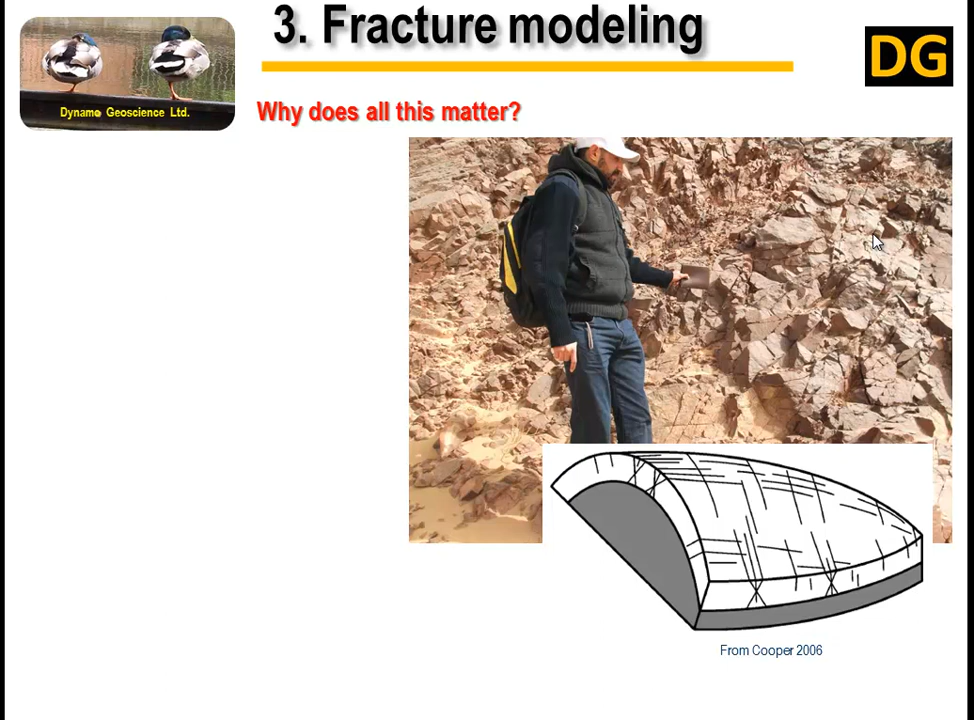 3. Fracture modeling
DG
Dynamo Geoscience Ltd.
Why does all this matter?
From Cooper 2006